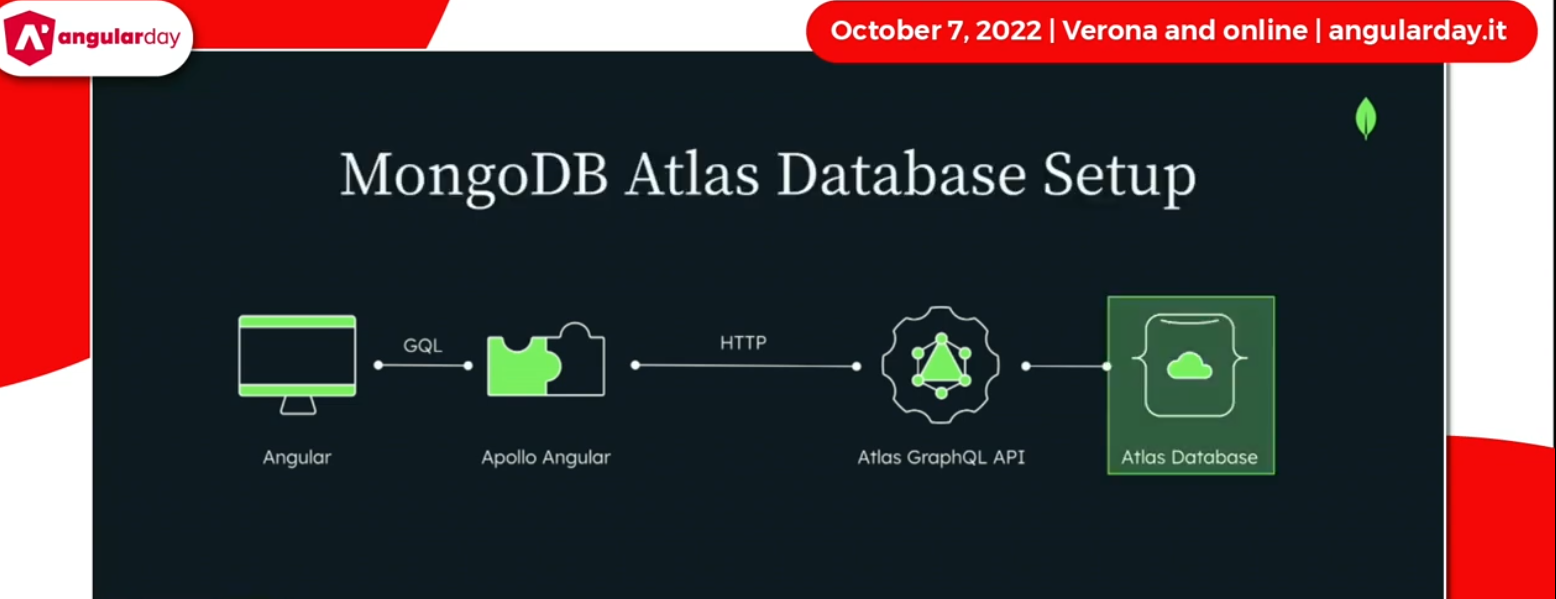 angularday
October 7, 2022 | Verona and online | angularday.it
MongoDB Atlas Database Setup
GQL
HTTP
Angular
Apollo Angular
Atlas GraphQL API
Atlas Database